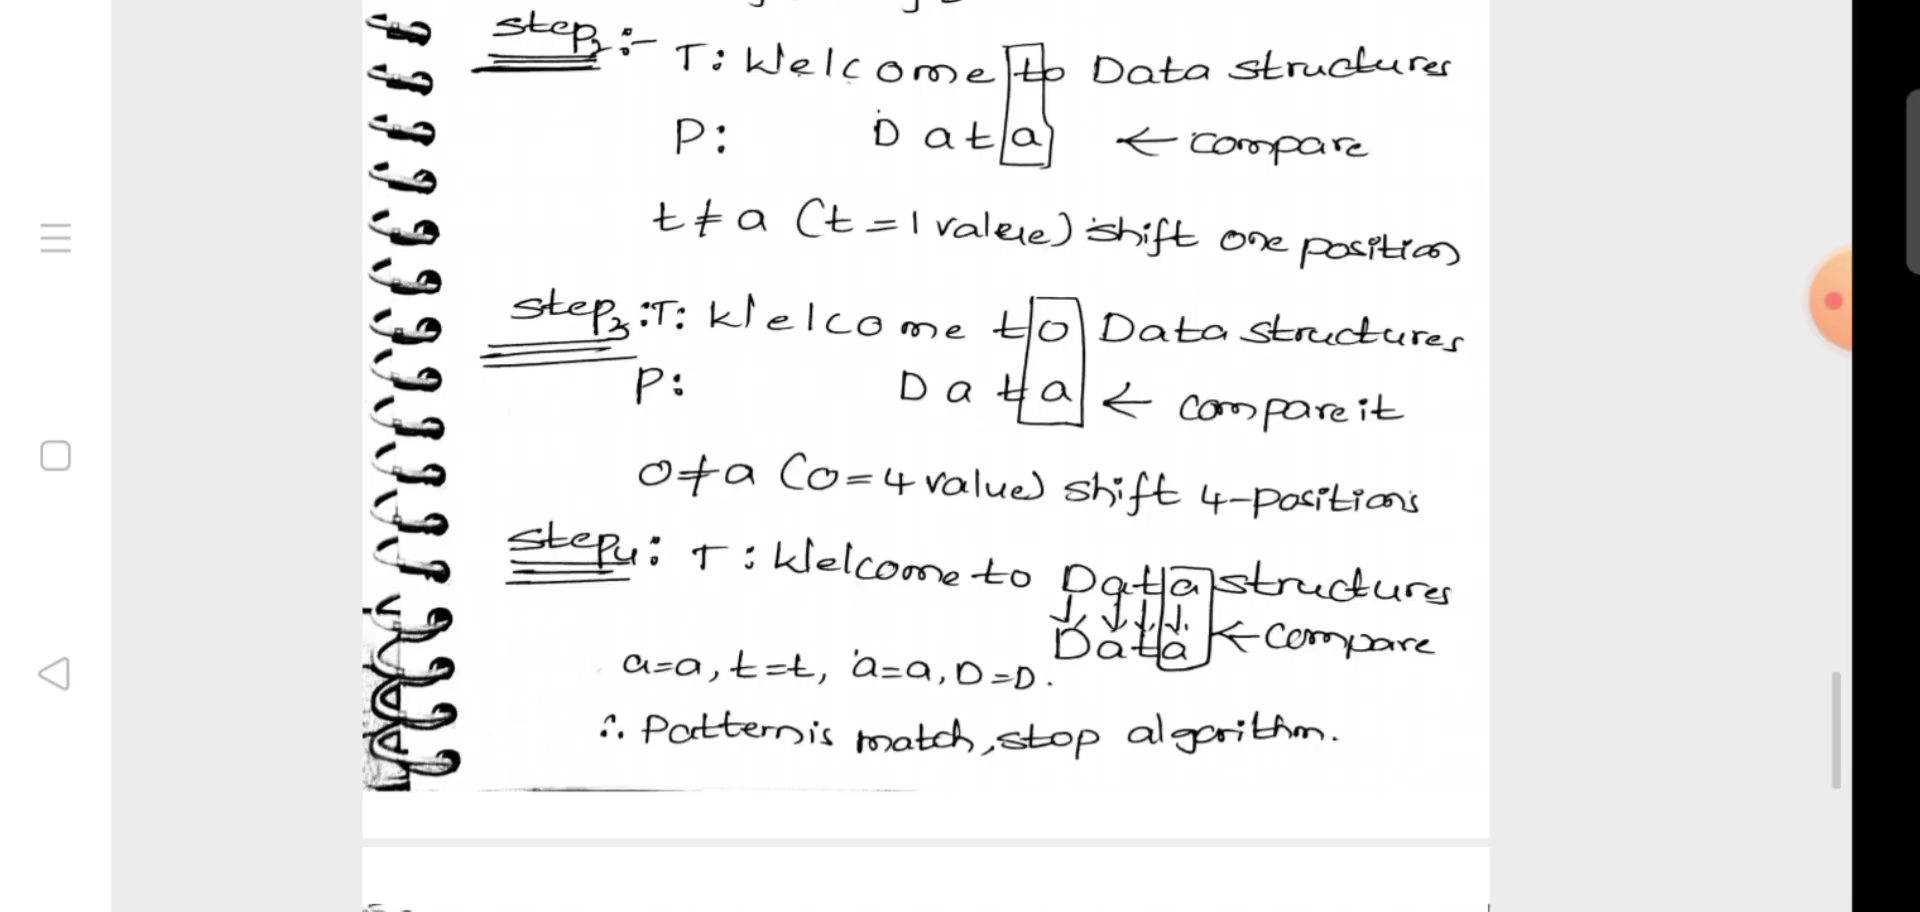 step2 :- T: Welcome to Data structures
P: Data ← compare
t ≠ a (t = 1 value) shift one position
step3 : T: Welcome to Data structures
P: Data ← compare it
o ≠ a (o = 4 value) shift 4-positions
step4: T : Welcome to Data structures
Data ← compare
a=a, t=t, a=a, D=D.
∴ Pattern is match, stop algorithm.